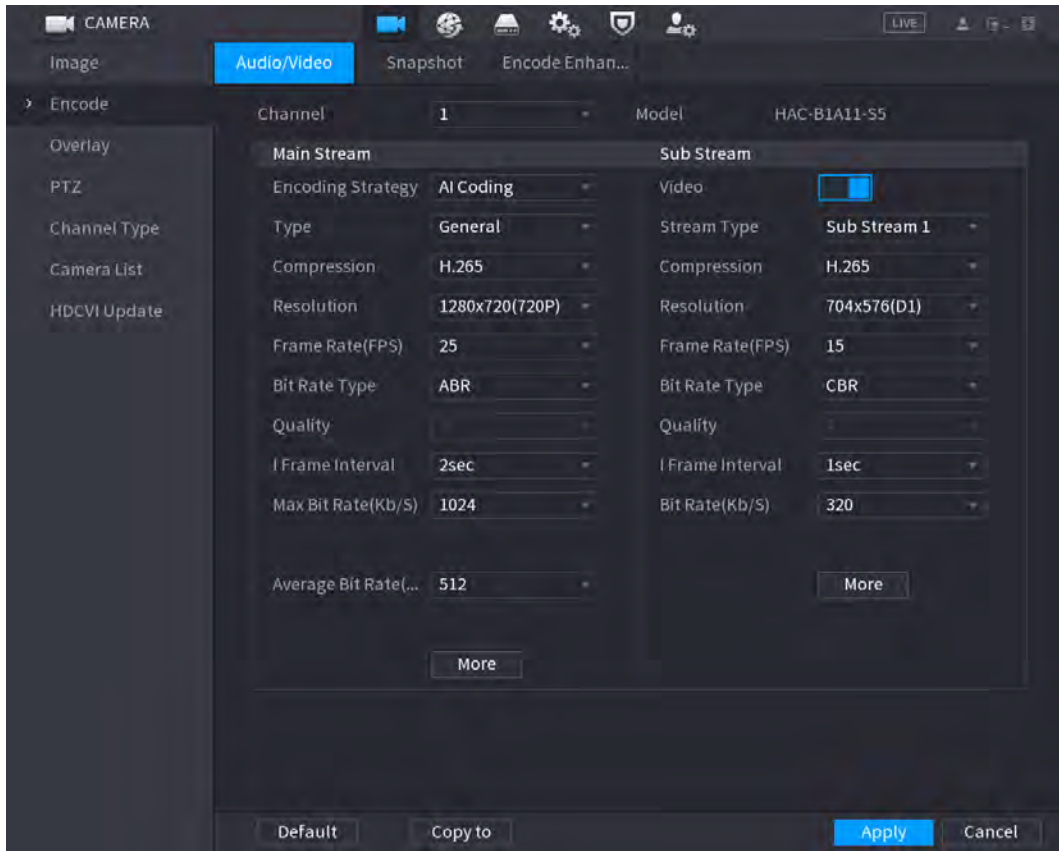 CAMERA
LIVE
Image
Audio/Video Snapshot Encode Enhan...
Encode
Channel 1 Model HAC-B1A11-S5
Overlay
Main Stream Sub Stream
PTZ
Encoding Strategy AI Coding Video
Channel Type
Type General Stream Type Sub Stream 1
Camera List
Compression H.265 Compression H.265
HDCVI Update
Resolution 1280x720(720P) Resolution 704x576(D1)
Frame Rate(FPS) 25 Frame Rate(FPS) 15
Bit Rate Type ABR Bit Rate Type CBR
Quality Quality
I Frame Interval 2sec I Frame Interval 1sec
Max Bit Rate(Kb/S) 1024 Bit Rate(Kb/S) 320
Average Bit Rate(... 512 More
More
Default Copy to Apply Cancel